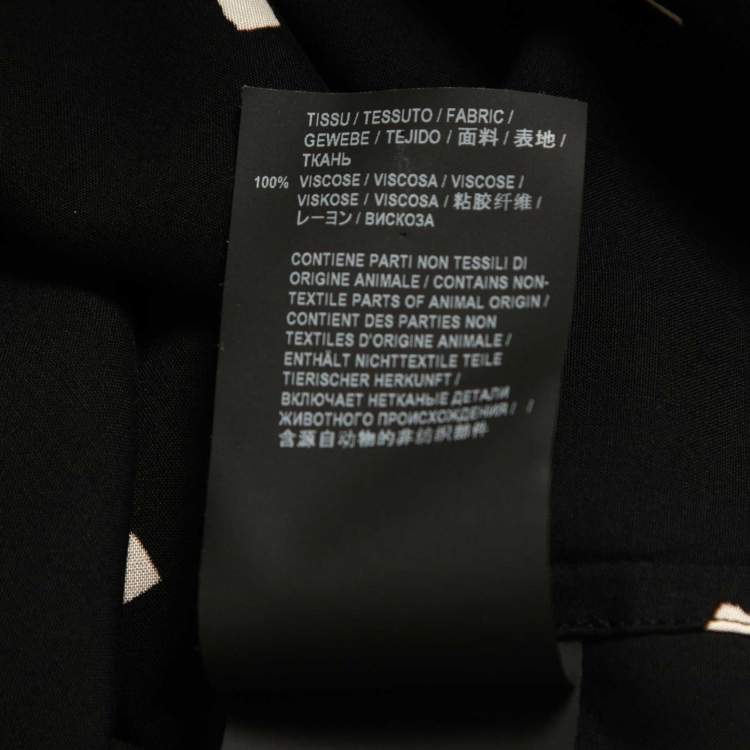 TISSU / TESSUTO / FABRIC /
GEWEBE / TEJIDO / 面料 / 表地 /
ТКАНЬ
100% VISCOSE / VISCOSA / VISCOSE /
VISKOSE / VISCOSA / 粘胶纤维 /
レーヨン / ВИСКОЗА
CONTIENE PARTI NON TESSILI DI
ORIGINE ANIMALE / CONTAINS NON-
TEXTILE PARTS OF ANIMAL ORIGIN /
CONTIENT DES PARTIES NON
TEXTILES D'ORIGINE ANIMALE /
ENTHÄLT NICHTTEXTILE TEILE
TIERISCHER HERKUNFT /
ВКЛЮЧАЕТ НЕТКАНЫЕ ДЕТАЛИ
ЖИВОТНОГО ПРОИСХОЖДЕНИЯ / /
含源自动物的非纺织部件